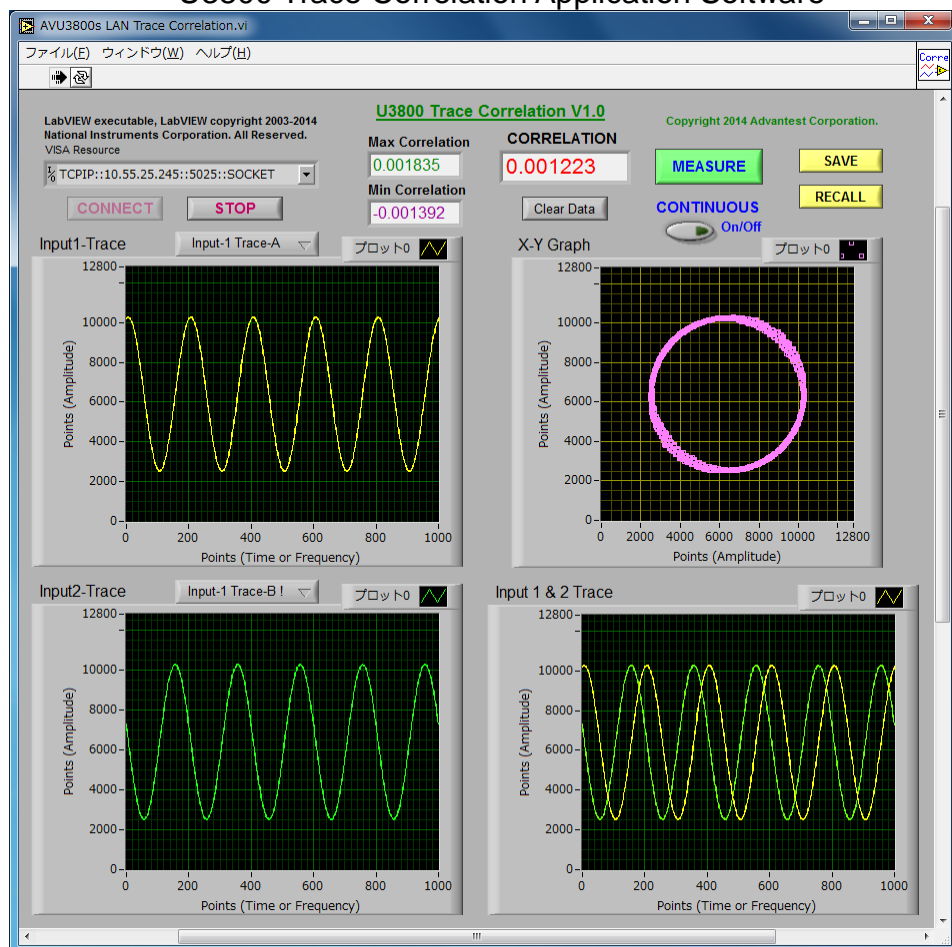 U3800 Trace Correlation Application Software
AVU3800s LAN Trace Correlation.vi
ファイル(F) ウィンドウ(W) ヘルプ(H)
Corre
LabVIEW executable, LabVIEW copyright 2003-2014
National Instruments Corporation. All Reserved.
VISA Resource
TCPIP::10.55.25.245::5025::SOCKET
CONNECT
STOP
U3800 Trace Correlation V1.0
Max Correlation
0.001835
Min Correlation
-0.001392
CORRELATION
0.001223
Clear Data
Copyright 2014 Advantest Corporation.
MEASURE
SAVE
RECALL
CONTINUOUS
On/Off
Input1-Trace
Input-1 Trace-A
プロット0
12800
10000
8000
6000
4000
2000
0
Points (Amplitude)
0 200 400 600 800 1000
Points (Time or Frequency)
X-Y Graph
プロット0
12800
10000
8000
6000
4000
2000
0
Points (Amplitude)
0 2000 4000 6000 8000 10000 12800
Points (Amplitude)
Input2-Trace
Input-1 Trace-B !
プロット0
12800
10000
8000
6000
4000
2000
0
Points (Amplitude)
0 200 400 600 800 1000
Points (Time or Frequency)
Input 1 & 2 Trace
プロット0
12800
10000
8000
6000
4000
2000
0
Points (Amplitude)
0 200 400 600 800 1000
Points (Time or Frequency)